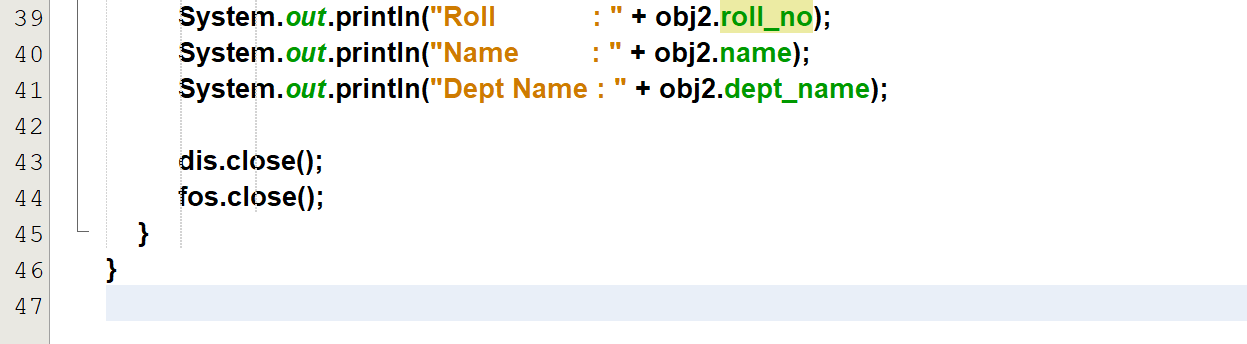 39 System.out.println("Roll : " + obj2.roll_no);
40 System.out.println("Name : " + obj2.name);
41 System.out.println("Dept Name : " + obj2.dept_name);
42
43 dis.close();
44 fos.close();
45 }
46 }
47